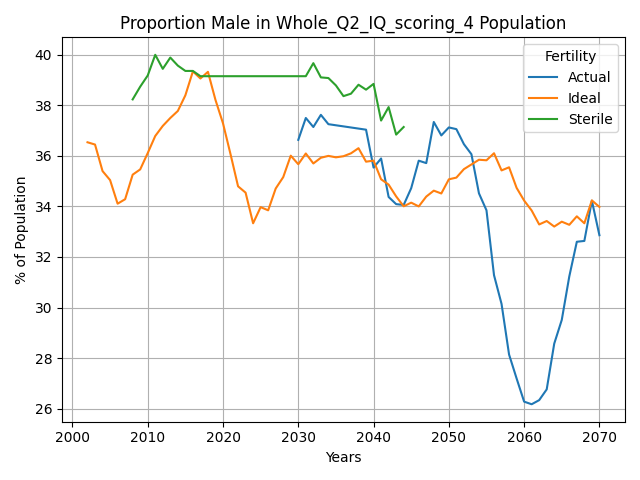 Proportion Male in Whole_Q2_IQ_scoring_4 Population
Fertility
Actual
Ideal
Sterile
% of Population
40
38
36
34
32
30
28
26
2000 2010 2020 2030 2040 2050 2060 2070
Years